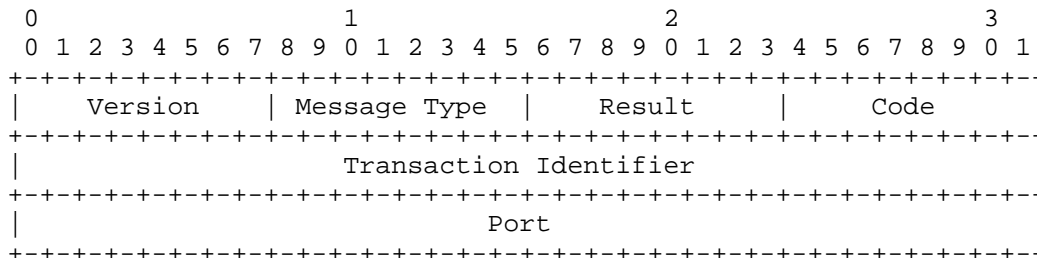 0                   1                   2                   3
 0 1 2 3 4 5 6 7 8 9 0 1 2 3 4 5 6 7 8 9 0 1 2 3 4 5 6 7 8 9 0 1
+-+-+-+-+-+-+-+-+-+-+-+-+-+-+-+-+-+-+-+-+-+-+-+-+-+-+-+-+-+-+-+--
|    Version    | Message Type  |    Result     |     Code
+-+-+-+-+-+-+-+-+-+-+-+-+-+-+-+-+-+-+-+-+-+-+-+-+-+-+-+-+-+-+-+--
|                    Transaction Identifier
+-+-+-+-+-+-+-+-+-+-+-+-+-+-+-+-+-+-+-+-+-+-+-+-+-+-+-+-+-+-+-+--
|                             Port
+-+-+-+-+-+-+-+-+-+-+-+-+-+-+-+-+-+-+-+-+-+-+-+-+-+-+-+-+-+-+-+--